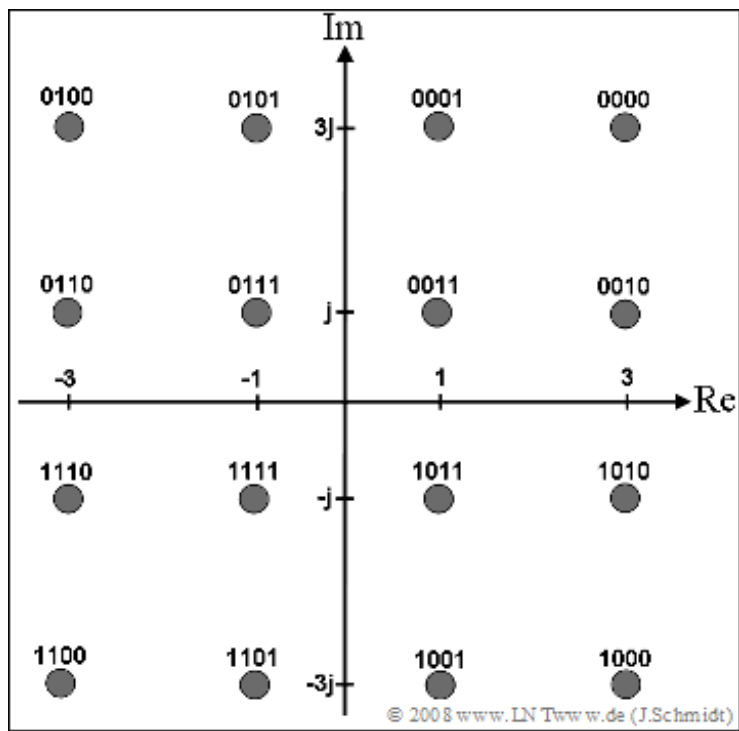 Im
0100 0101 0001 0000
3j
0110 0111 0011 0010
j
-3 -1 1 3
Re
1110 1111 1011 1010
-j
1100 1101 1001 1000
-3j
© 2008 www.LNTwww.de (J.Schmidt)